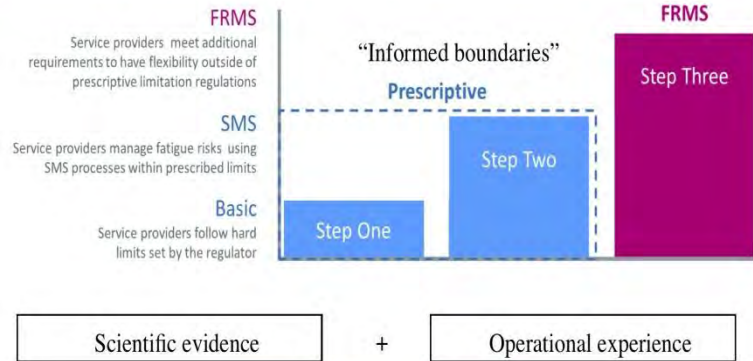 FRMS
Service providers meet additional
requirements to have flexibility outside of
prescriptive limitation regulations
SMS
Service providers manage fatigue risks using
SMS processes within prescribed limits
Basic
Service providers follow hard
limits set by the regulator
“Informed boundaries”
Prescriptive
FRMS
Step One
Step Two
Step Three
Scientific evidence + Operational experience